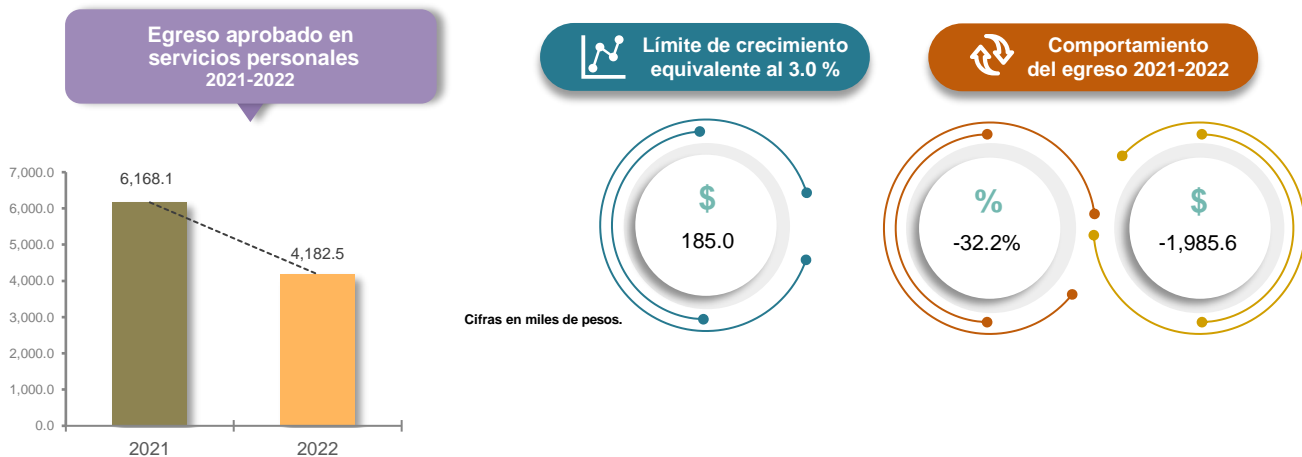 Egreso aprobado en
servicios personales
2021-2022
7,000.0
6,000.0
5,000.0
4,000.0
3,000.0
2,000.0
1,000.0
0.0
6,168.1
4,182.5
2021
2022
Límite de crecimiento
equivalente al 3.0 %
$
185.0
Cifras en miles de pesos.
Comportamiento
del egreso 2021-2022
%
-32.2%
$
-1,985.6